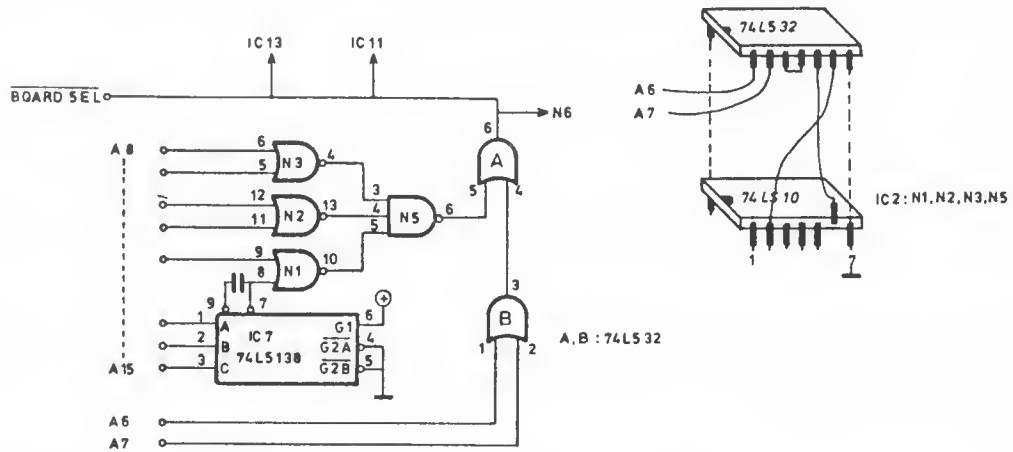 IC13
IC11
BOARD SEL
N6
6
A
5
4
A8
6
5
N3
4
12
11
N2
13
3
4
5
N5
6
9
8
N1
10
9
7
1
A
2
B
3
C
IC7
74LS138
G1
6
G2A
4
G2B
5
A15
3
B
1
2
A,B: 74LS32
A6
A7
74LS32
A6
A7
74LS10
IC2: N1,N2,N3,N5
1
7